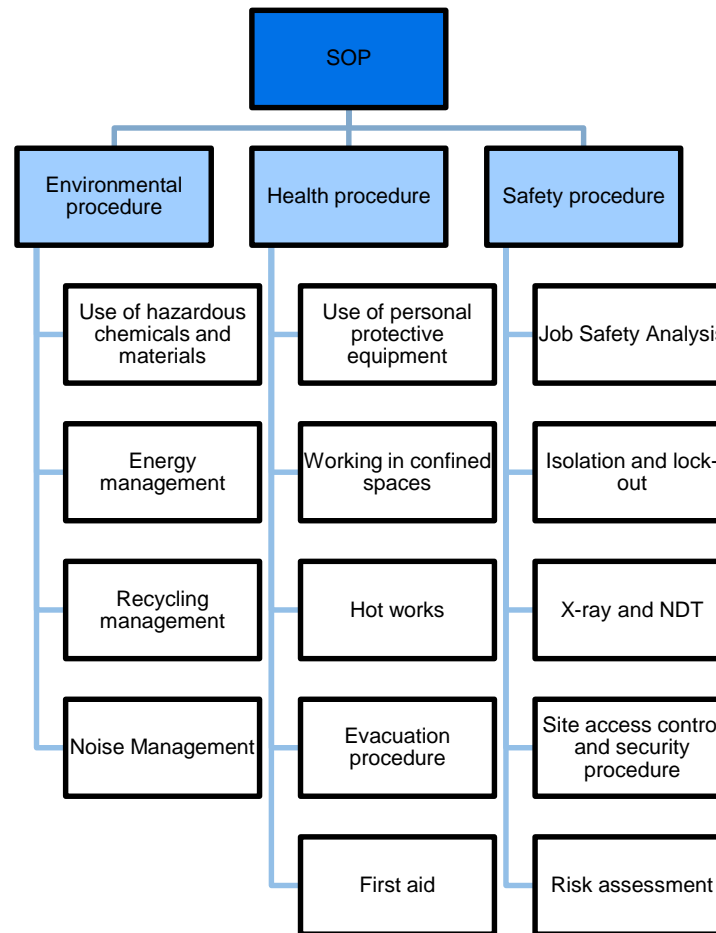 SOP
Environmental
procedure
Health procedure
Safety procedure
Use of hazardous
chemicals and
materials
Energy
management
Recycling
management
Noise Management
Use of personal
protective
equipment
Working in confined
spaces
Hot works
Evacuation
procedure
First aid
Job Safety Analysis
Isolation and lock-
out
X-ray and NDT
Site access control
and security
procedure
Risk assessment